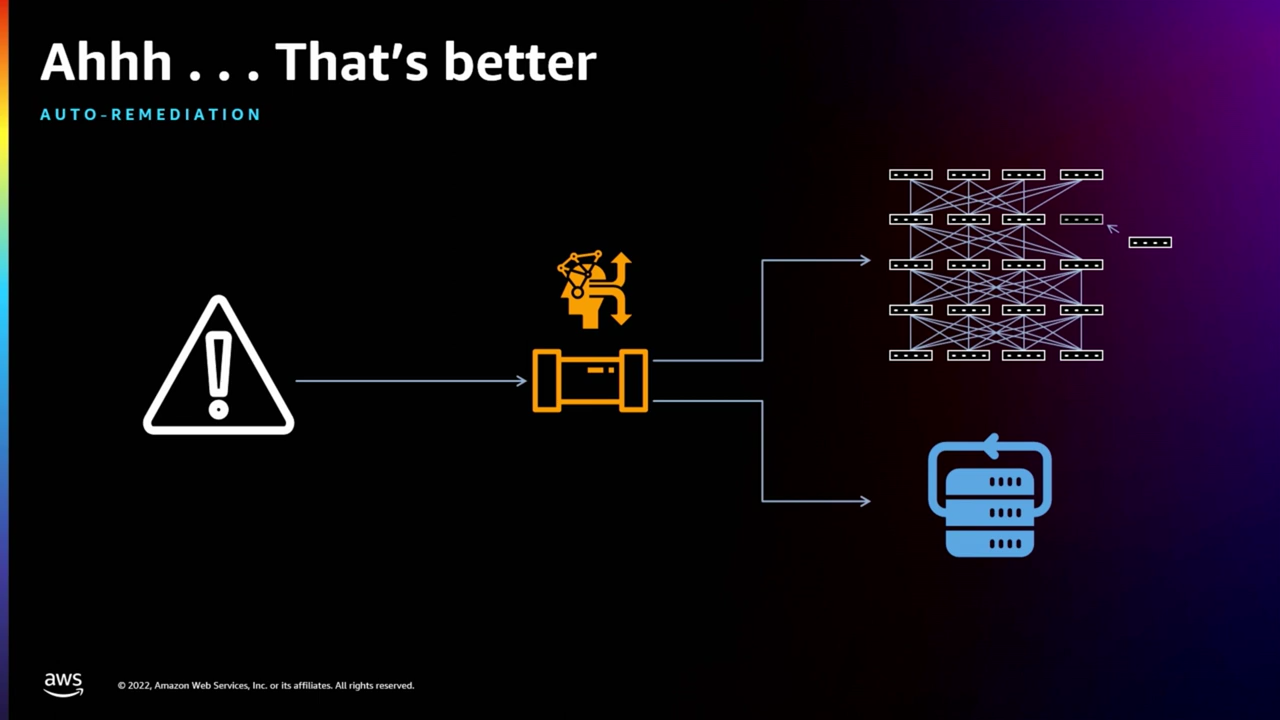 Ahhh . . . That’s better
AUTO-REMEDIATION
aws
© 2022, Amazon Web Services, Inc. or its affiliates. All rights reserved.